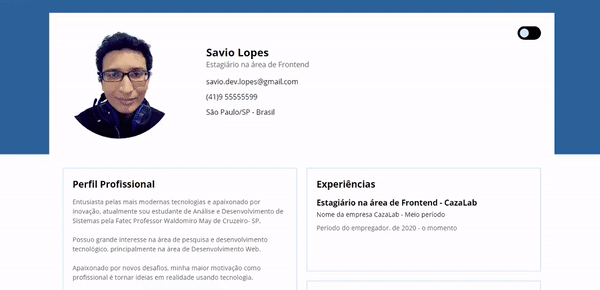 Savio Lopes
Estagiário na área de Frontend
savio.dev.lopes@gmail.com
(41)9 55555599
São Paulo/SP - Brasil
Perfil Profissional
Entusiasta pelas mais modernas tecnologias e apaixonado por
inovação, atualmente sou estudante de Análise e Desenvolvimento de
Sistemas pela Fatec Professor Waldomiro May de Cruzeiro- SP.
Possuo grande interesse na área de pesquisa e desenvolvimento
tecnológico, principalmente na área de Desenvolvimento Web.
Apaixonado por novos desafios, minha maior motivação como
profissional é tornar ideias em realidade usando tecnologia.
Experiências
Estagiário na área de Frontend - CazaLab
Nome da empresa CazaLab - Meio período
Período do empregador. de 2020 - o momento